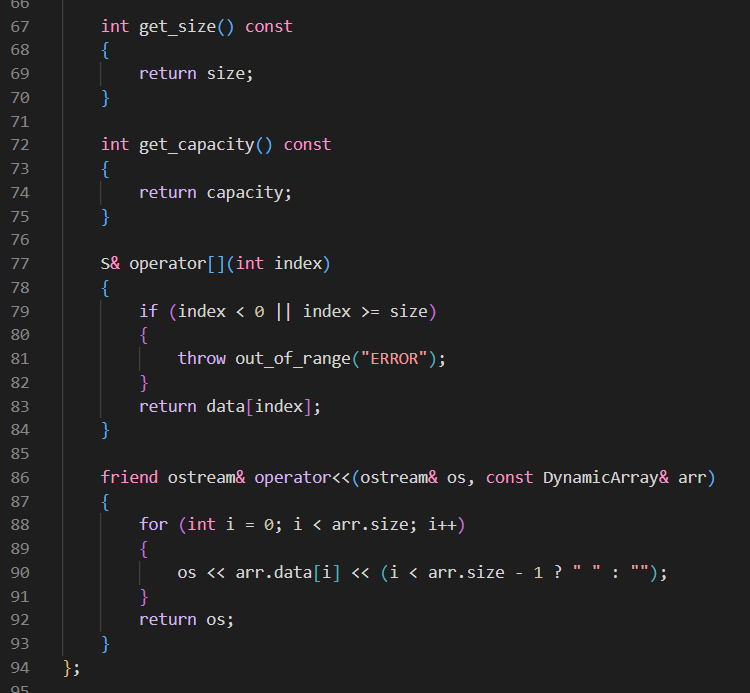 66
67 int get_size() const
68 {
69 return size;
70 }
71
72 int get_capacity() const
73 {
74 return capacity;
75 }
76
77 S& operator[](int index)
78 {
79 if (index < 0 || index >= size)
80 {
81 throw out_of_range("ERROR");
82 }
83 return data[index];
84 }
85
86 friend ostream& operator<<(ostream& os, const DynamicArray& arr)
87 {
88 for (int i = 0; i < arr.size; i++)
89 {
90 os << arr.data[i] << (i < arr.size - 1 ? " " : "");
91 }
92 return os;
93 }
94 };
95